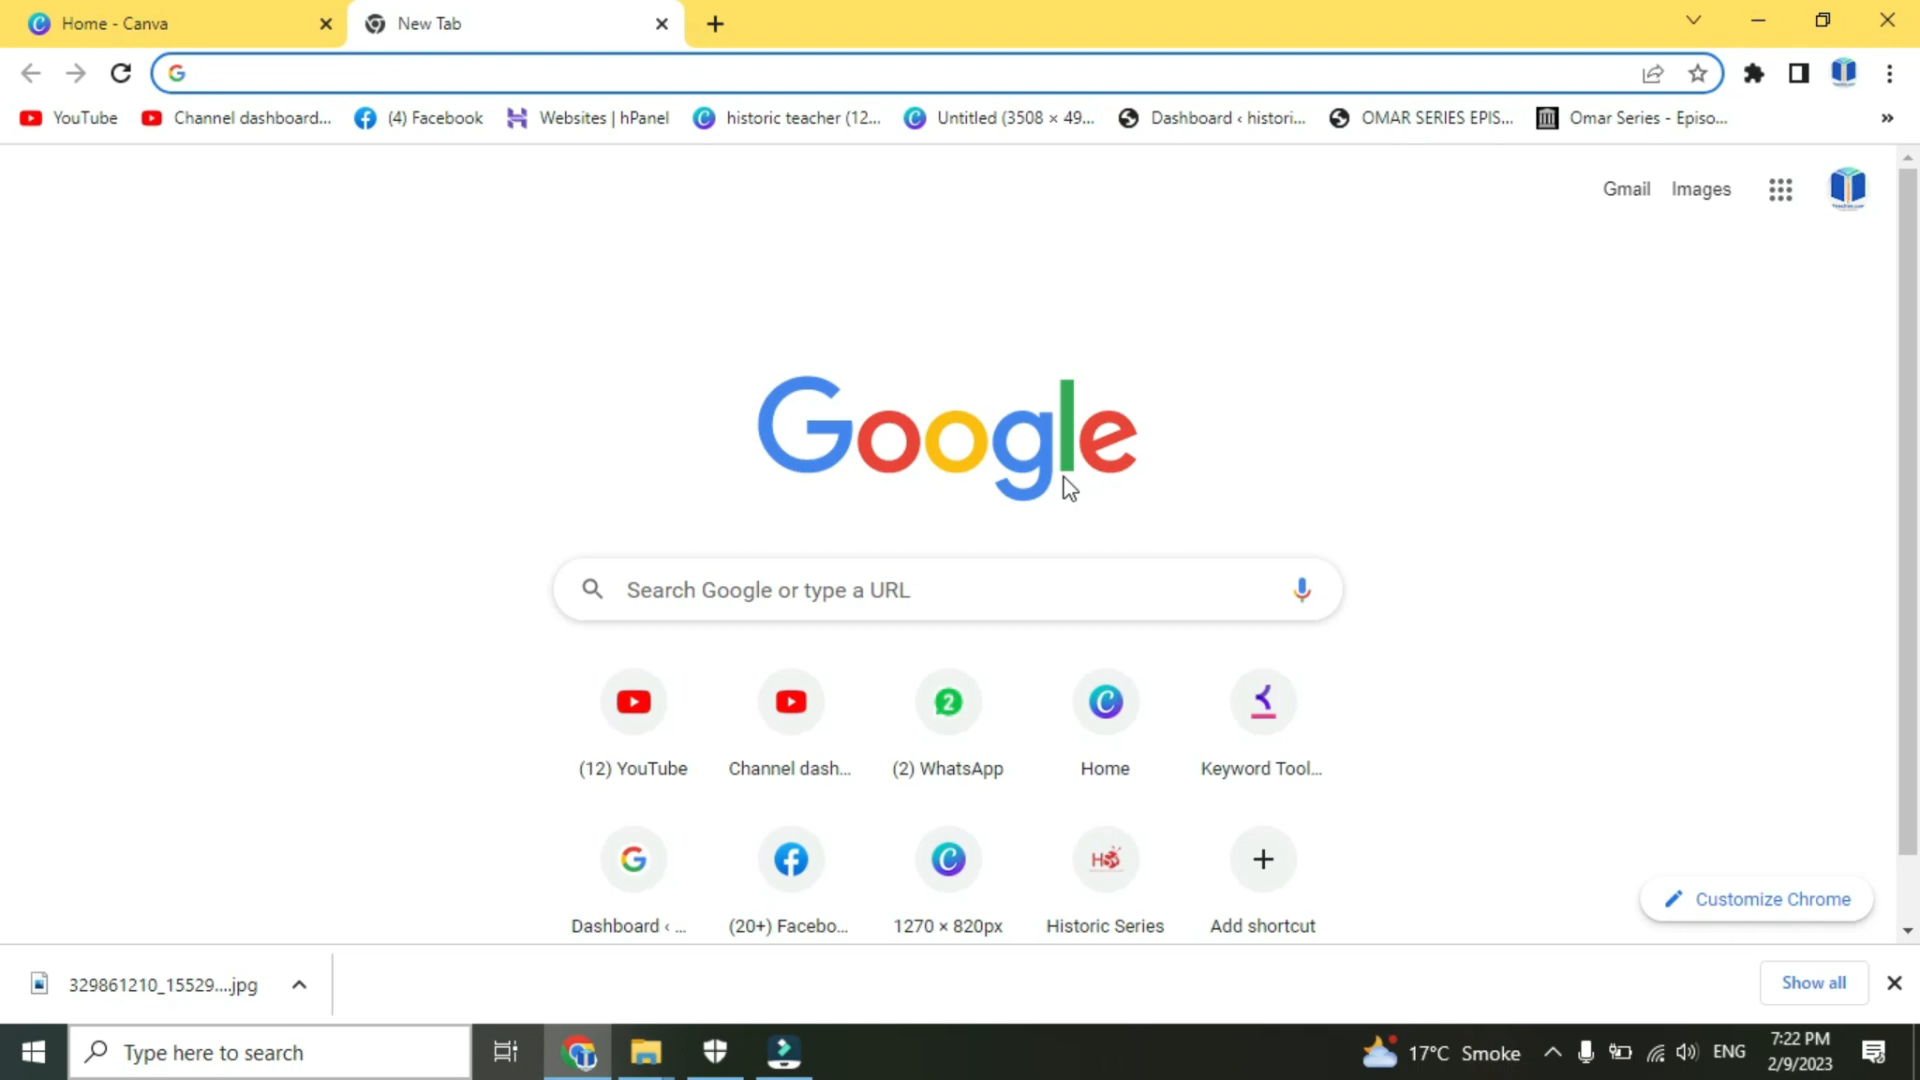 Home - Canva
New Tab
YouTube
Channel dashboard...
(4) Facebook
Websites | hPanel
historic teacher (12...
Untitled (3508 × 49...
Dashboard ‹ histori...
OMAR SERIES EPIS...
Omar Series - Episo...
Gmail
Images
Google
Search Google or type a URL
(12) YouTube
Channel dash...
(2) WhatsApp
Home
Keyword Tool...
Dashboard ‹ ...
(20+) Facebo...
1270 × 820px
Historic Series
Add shortcut
Customize Chrome
329861210_15529....jpg
Show all
Type here to search
17°C Smoke
ENG
7:22 PM
2/9/2023